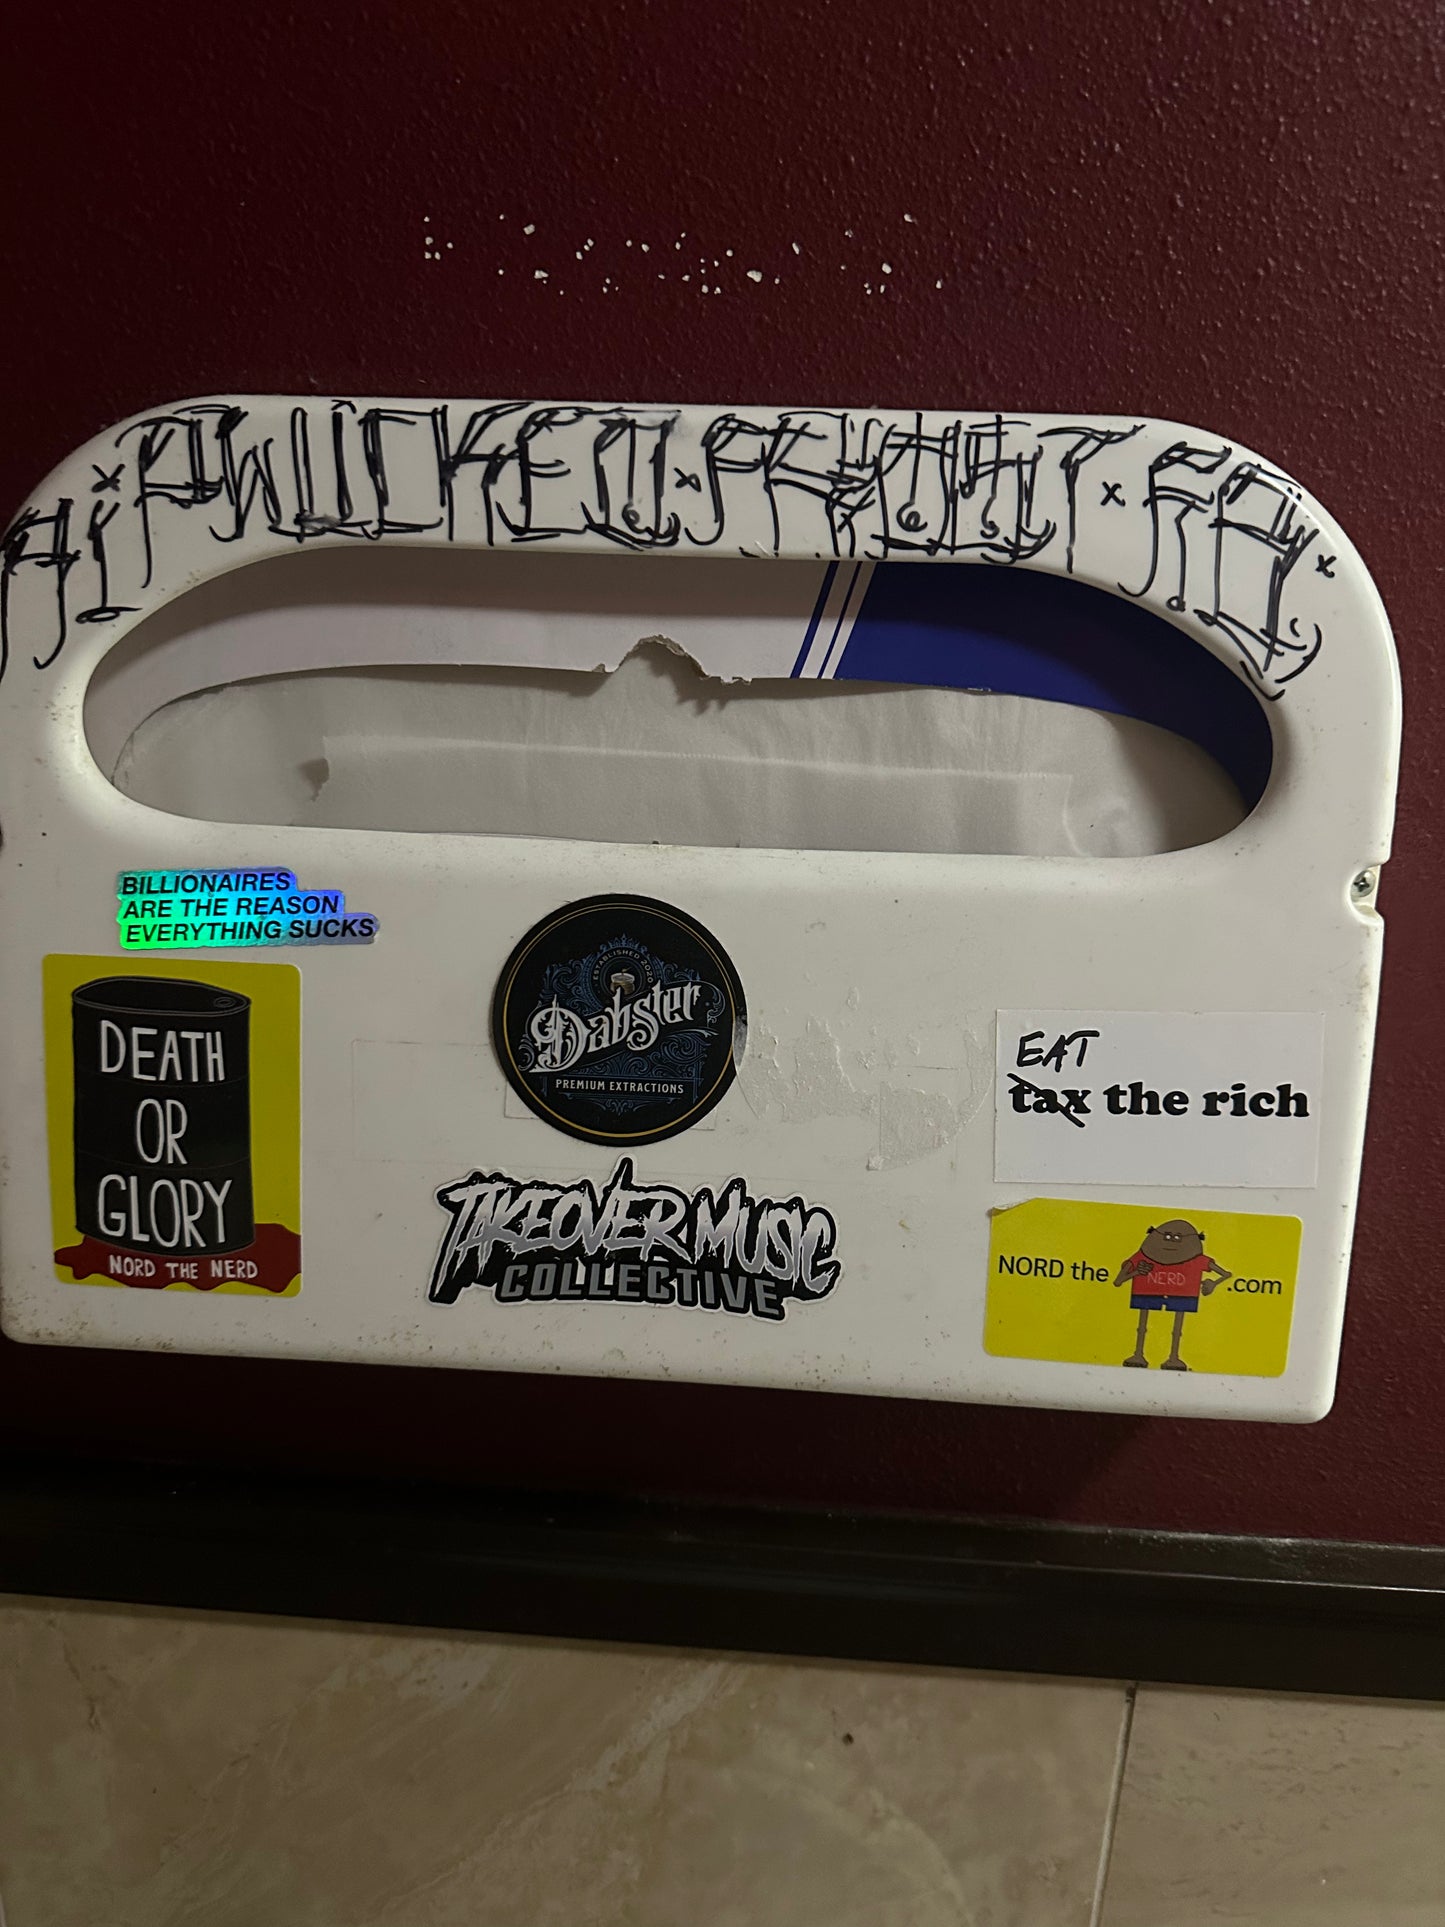 BILLIONAIRES
ARE THE REASON
EVERYTHING SUCKS
DEATH
OR
GLORY
NORD THE NERD
ESTABLISHED 2020
Dabster
PREMIUM EXTRACTIONS
TAKEOVER MUSIC
COLLECTIVE
EAT
tax the rich
NORD the NERD .com